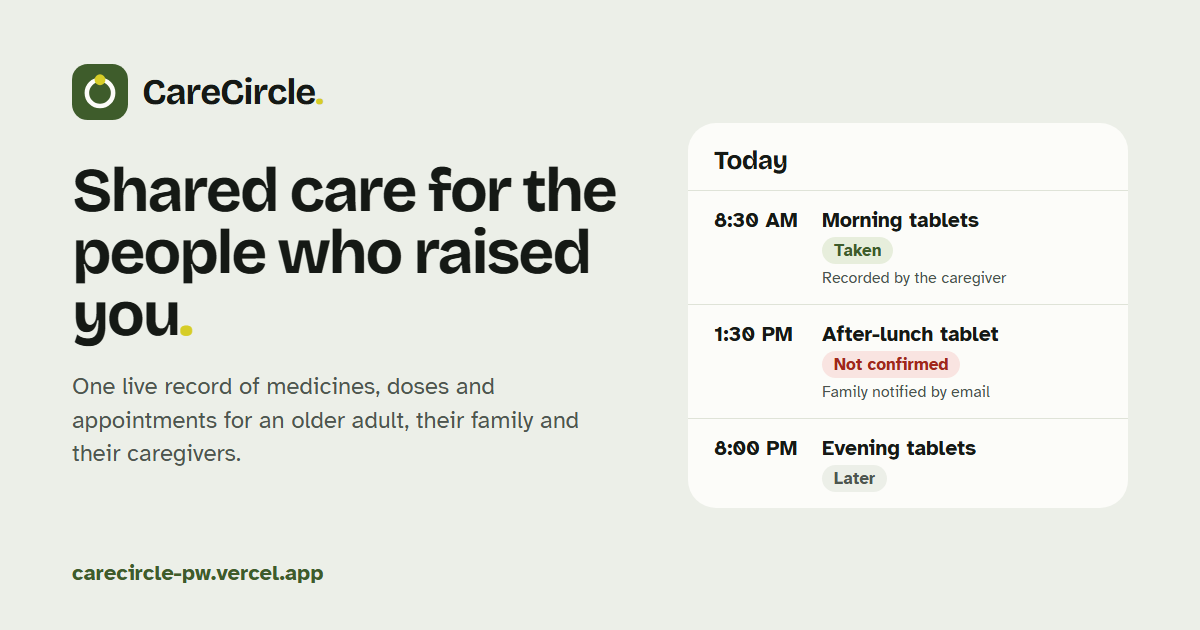 CareCircle.
Shared care for the
people who raised
you.
One live record of medicines, doses and
appointments for an older adult, their family and
their caregivers.
carecircle-pw.vercel.app
Today
8:30 AM Morning tablets
Taken
Recorded by the caregiver
1:30 PM After-lunch tablet
Not confirmed
Family notified by email
8:00 PM Evening tablets
Later